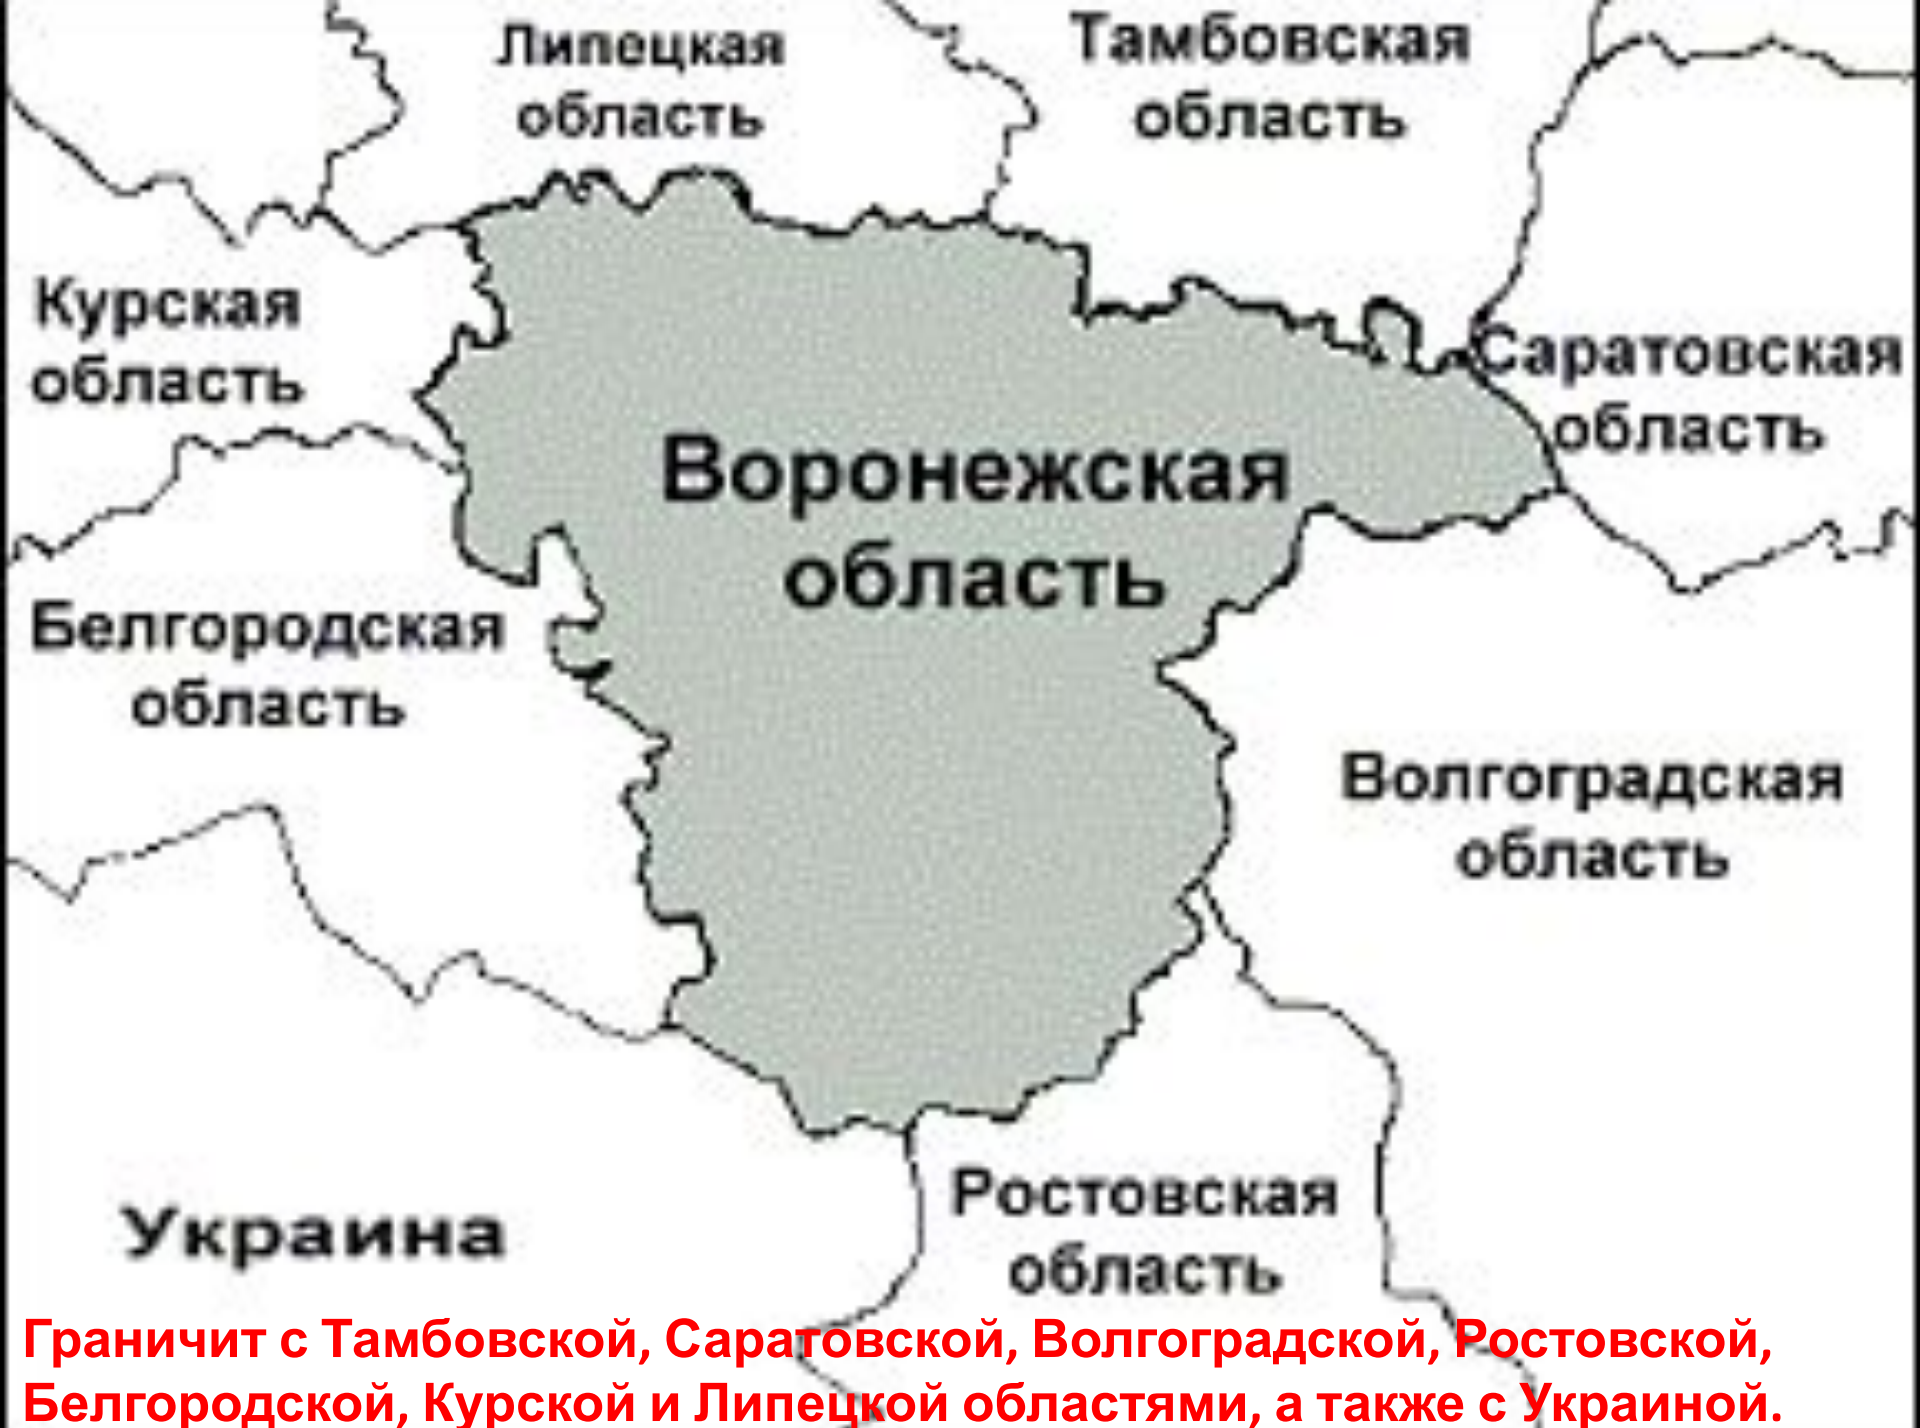 Липецкая
область
Тамбовская
область
Курская
область
Саратовская
область
Воронежская
область
Белгородская
область
Волгоградская
область
Ростовская
область
Украина
Граничит с Тамбовской, Саратовской, Волгоградской, Ростовской,
Белгородской, Курской и Липецкой областями, а также с Украиной.